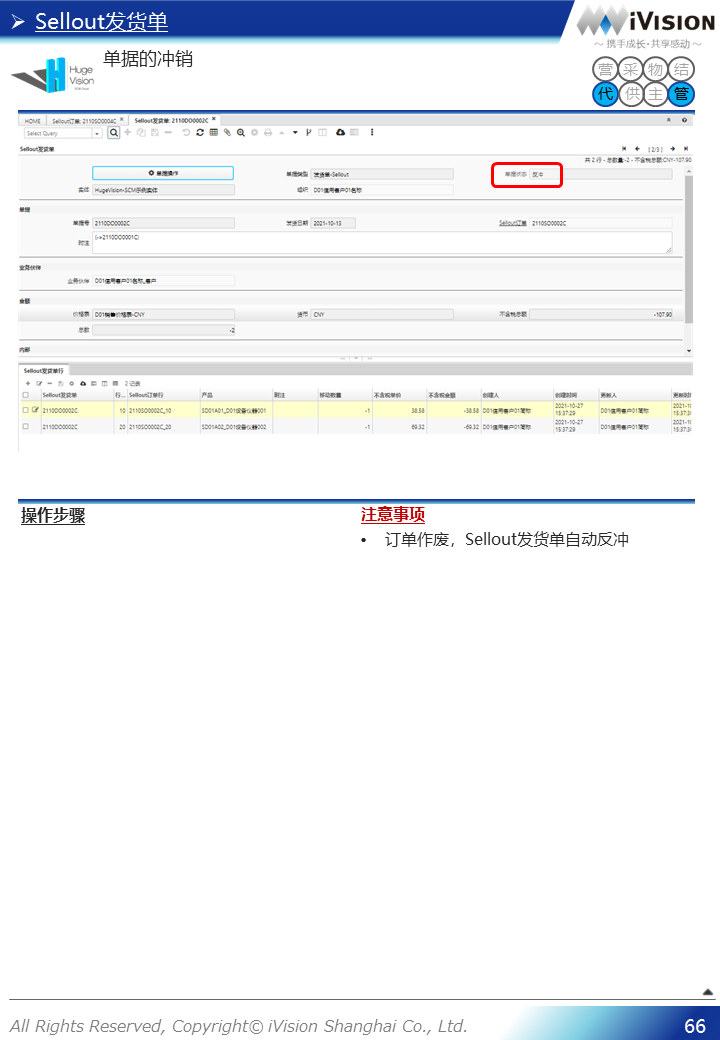 Sellout发货单
iVISION
～ 携手成长·共享感动 ～
Huge
Vision
单据的冲销
营 采 物 结
代 供 主 管
HOME Sellout订单: 2110SO0004C Sellout发货单: 2110DO0002C
Select Query
Sellout发货单 [ 2/3 ]
共 2 行 - 总数量:-2 - 不含税总额:CNY-107.90
单据操作 单据类型 发货单-Sellout 单据状态 反冲
实体 HugeVision-SCM示例实体 组织 D01信用客户01名称
单据
单据号 2110DO0002C 发货日期 2021-10-13 Sellout订单 2110SO0002C
附注 {->2110DO0001C)
业务伙伴
业务伙伴 D01信用客户01名称_客户
金额
价格表 D01销售价格表-CNY 货币 CNY 不含税总额 -107.90
总数 -2
内部
Sellout发货单行
2 记录
Sellout发货单 行... Sellout订单行 产品 附注 移动数量 不含税单价 不含税金额 创建人 创建时间 更新人 更新时
2110DO0002C 10 2110SO0002C_10 SD01A01_D01设备仪器001 -1 38.58 -38.58 D01信用客户01简称 2021-10-27 15:37:29 D01信用客户01简称 2021-1 15:37:3
2110DO0002C 20 2110SO0002C_20 SD01A02_D01设备仪器002 -1 69.32 -69.32 D01信用客户01简称 2021-10-27 15:37:29 D01信用客户01简称 2021-1 15:37:3
操作步骤
注意事项
• 订单作废，Sellout发货单自动反冲
All Rights Reserved, Copyright© iVision Shanghai Co., Ltd.
66